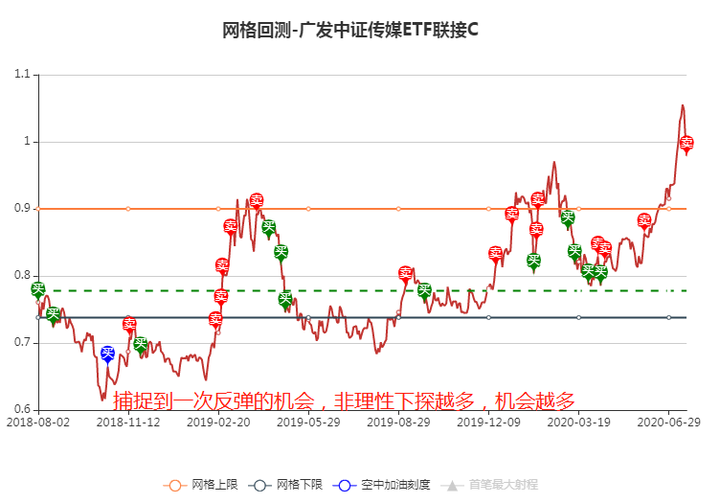 网格回测-广发中证传媒ETF联接C
1.1
1
0.9
0.8
0.7
0.6
买
买
买
卖
买
卖
卖
卖
卖
卖
买
买
买
卖
买
卖
卖
买
卖
卖
买
买
买
卖
买
卖
卖
卖
捕捉到一次反弹的机会，非理性下探越多，机会越多
2018-08-02 2018-11-12 2019-02-20 2019-05-30 2019-08-29 2019-12-09 2020-03-19 2020-06-29
网格上限 网格下限 空中加油刻度 首笔最大射程